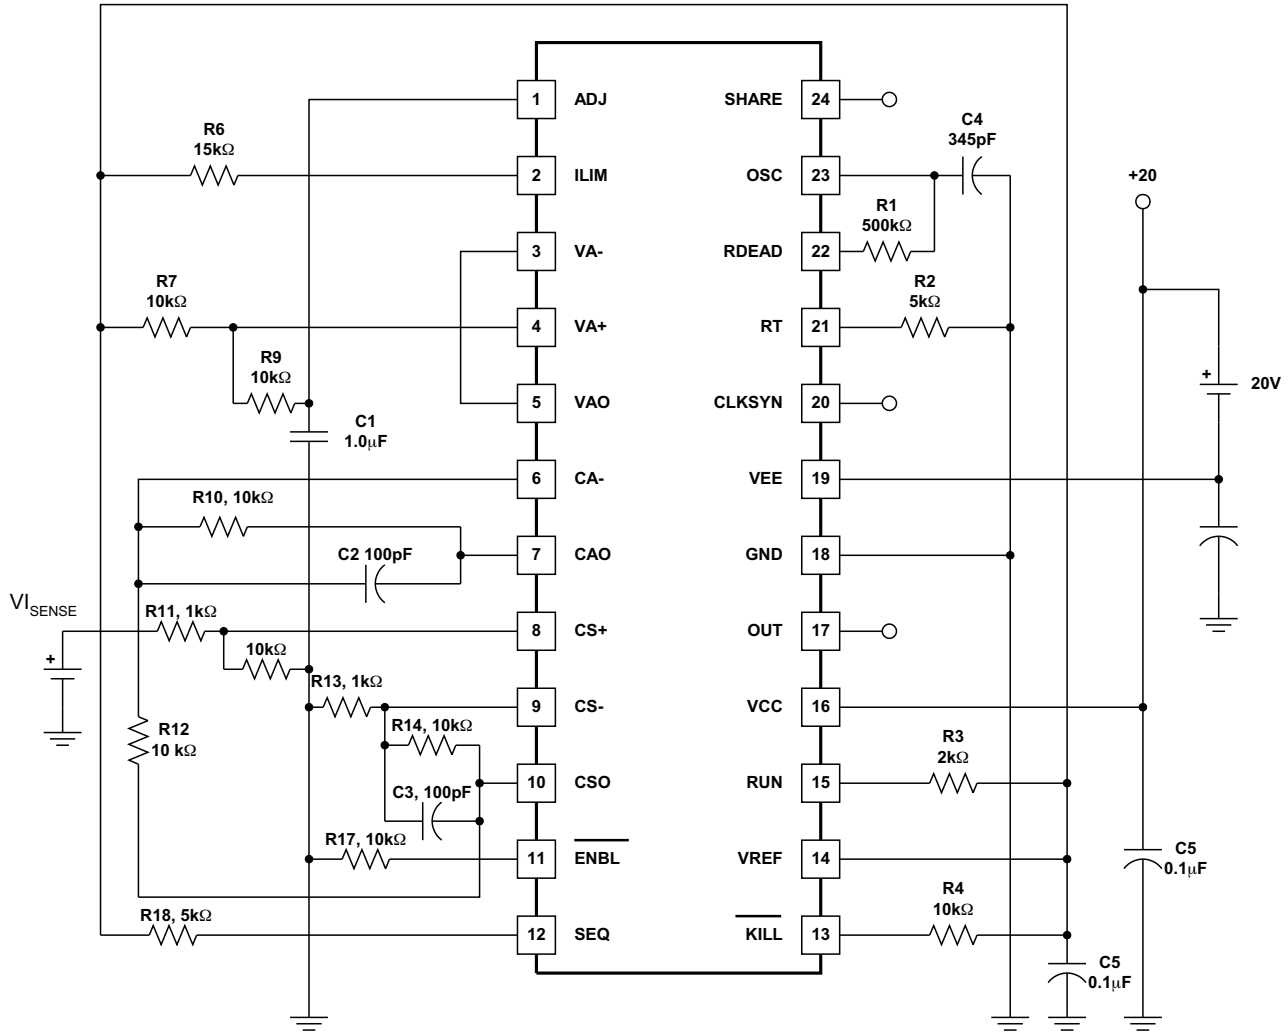 1 ADJ SHARE 24
C4
345pF
R6
15kΩ
2 ILIM OSC 23
+20
R1
500kΩ
3 VA- RDEAD 22
R7
10kΩ
R2
5kΩ
4 VA+ RT 21
R9
10kΩ
+
20V
5 VAO CLKSYN 20
C1
1.0μF
6 CA- VEE 19
R10, 10kΩ
C2 100pF
7 CAO GND 18
VISENSE
R11, 1kΩ
8 CS+ OUT 17
+
10kΩ
R13, 1kΩ
9 CS- VCC 16
R12
10 kΩ
R14, 10kΩ
R3
2kΩ
10 CSO RUN 15
C3, 100pF
R17, 10kΩ
11 ENBL VREF 14
C5
0.1μF
R4
10kΩ
R18, 5kΩ
12 SEQ KILL 13
C5
0.1μF